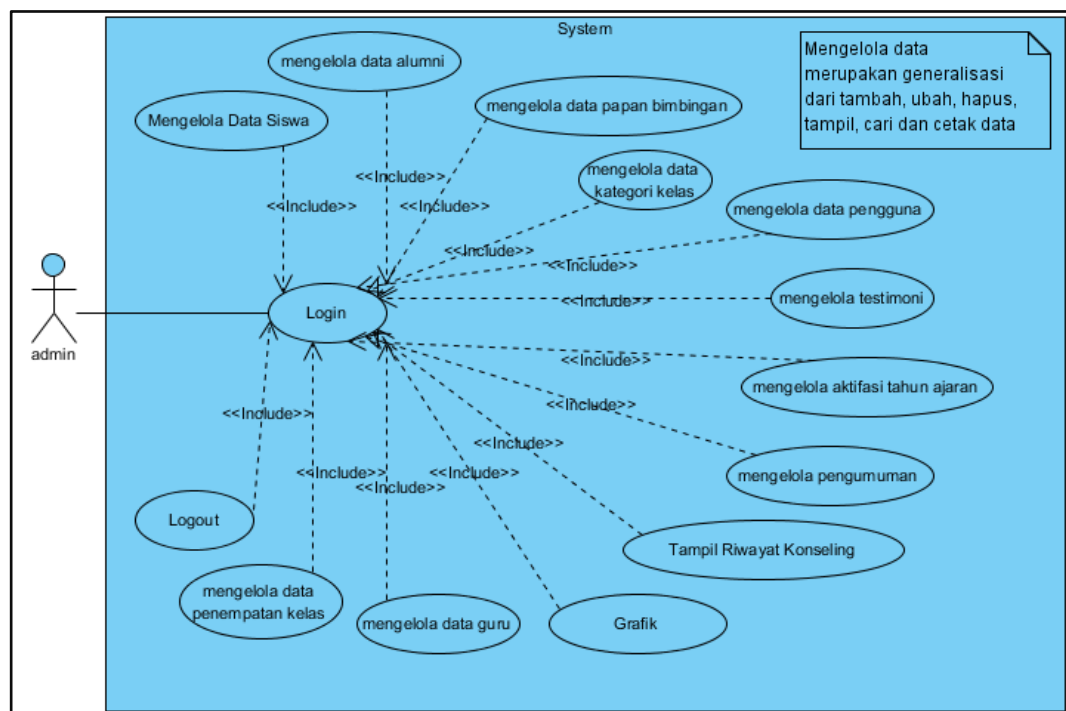 System
mengelola data alumni
Mengelola data
merupakan generalisasi
dari tambah, ubah, hapus,
tampil, cari dan cetak data
Mengelola Data Siswa
mengelola data papan bimbingan
<<Include>>
<<Include>>
<<Include>>
mengelola data
kategori kelas
mengelola data pengguna
<<Include>>
<<Include>>
mengelola testimoni
<<Include>>
Login
admin
<<Include>>
mengelola aktifasi tahun ajaran
<<Include>>
<<Include>>
<<Include>>
mengelola pengumuman
<<Include>>
<<Include>>
<<Include>>
Logout
Tampil Riwayat Konseling
mengelola data
penempatan kelas
mengelola data guru
Grafik